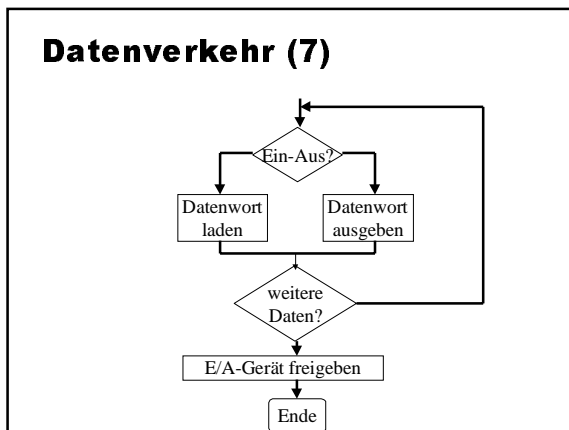 Datenverkehr (7)
Ein-Aus?
Datenwort
laden
Datenwort
ausgeben
weitere
Daten?
E/A-Gerät freigeben
Ende